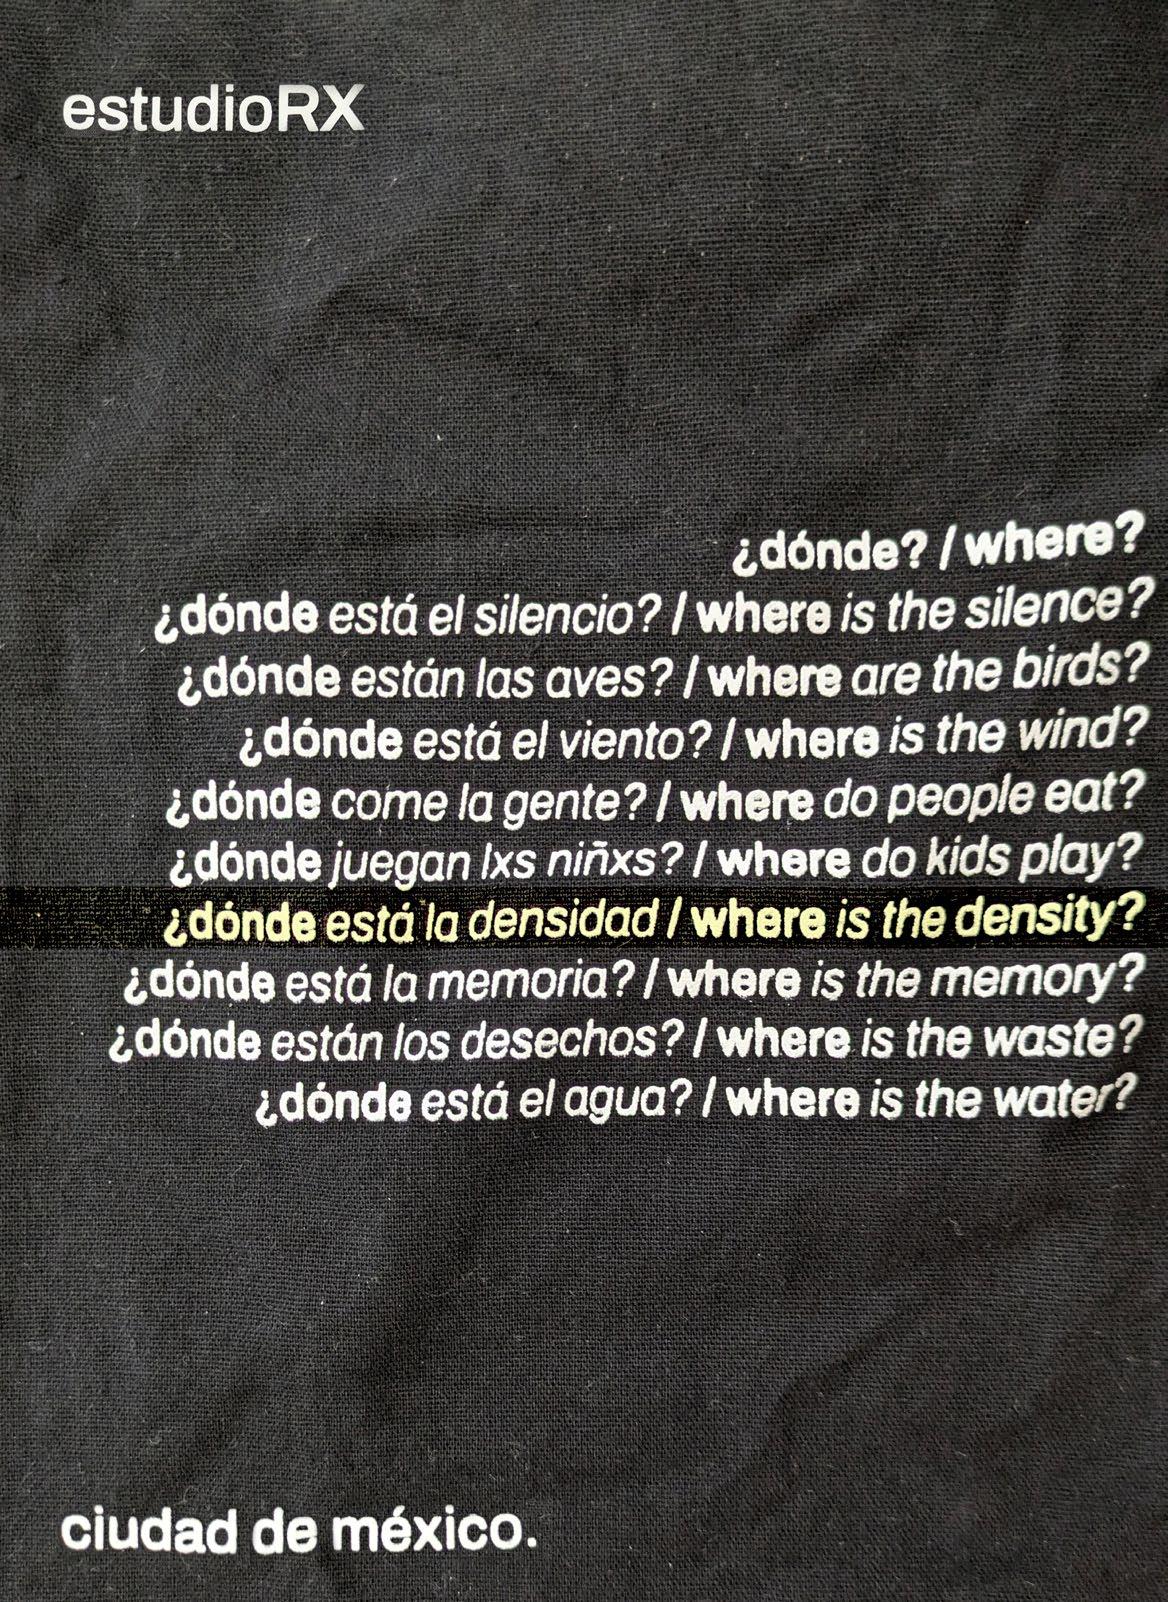 estudioRX
¿dónde? / where?
¿dónde está el silencio? / where is the silence?
¿dónde están las aves? / where are the birds?
¿dónde está el viento? / where is the wind?
¿dónde come la gente? / where do people eat?
¿dónde juegan lxs niñxs? / where do kids play?
¿dónde está la densidad / where is the density?
¿dónde está la memoria? / where is the memory?
¿dónde están los desechos? / where is the waste?
¿dónde está el agua? / where is the water?
ciudad de méxico.